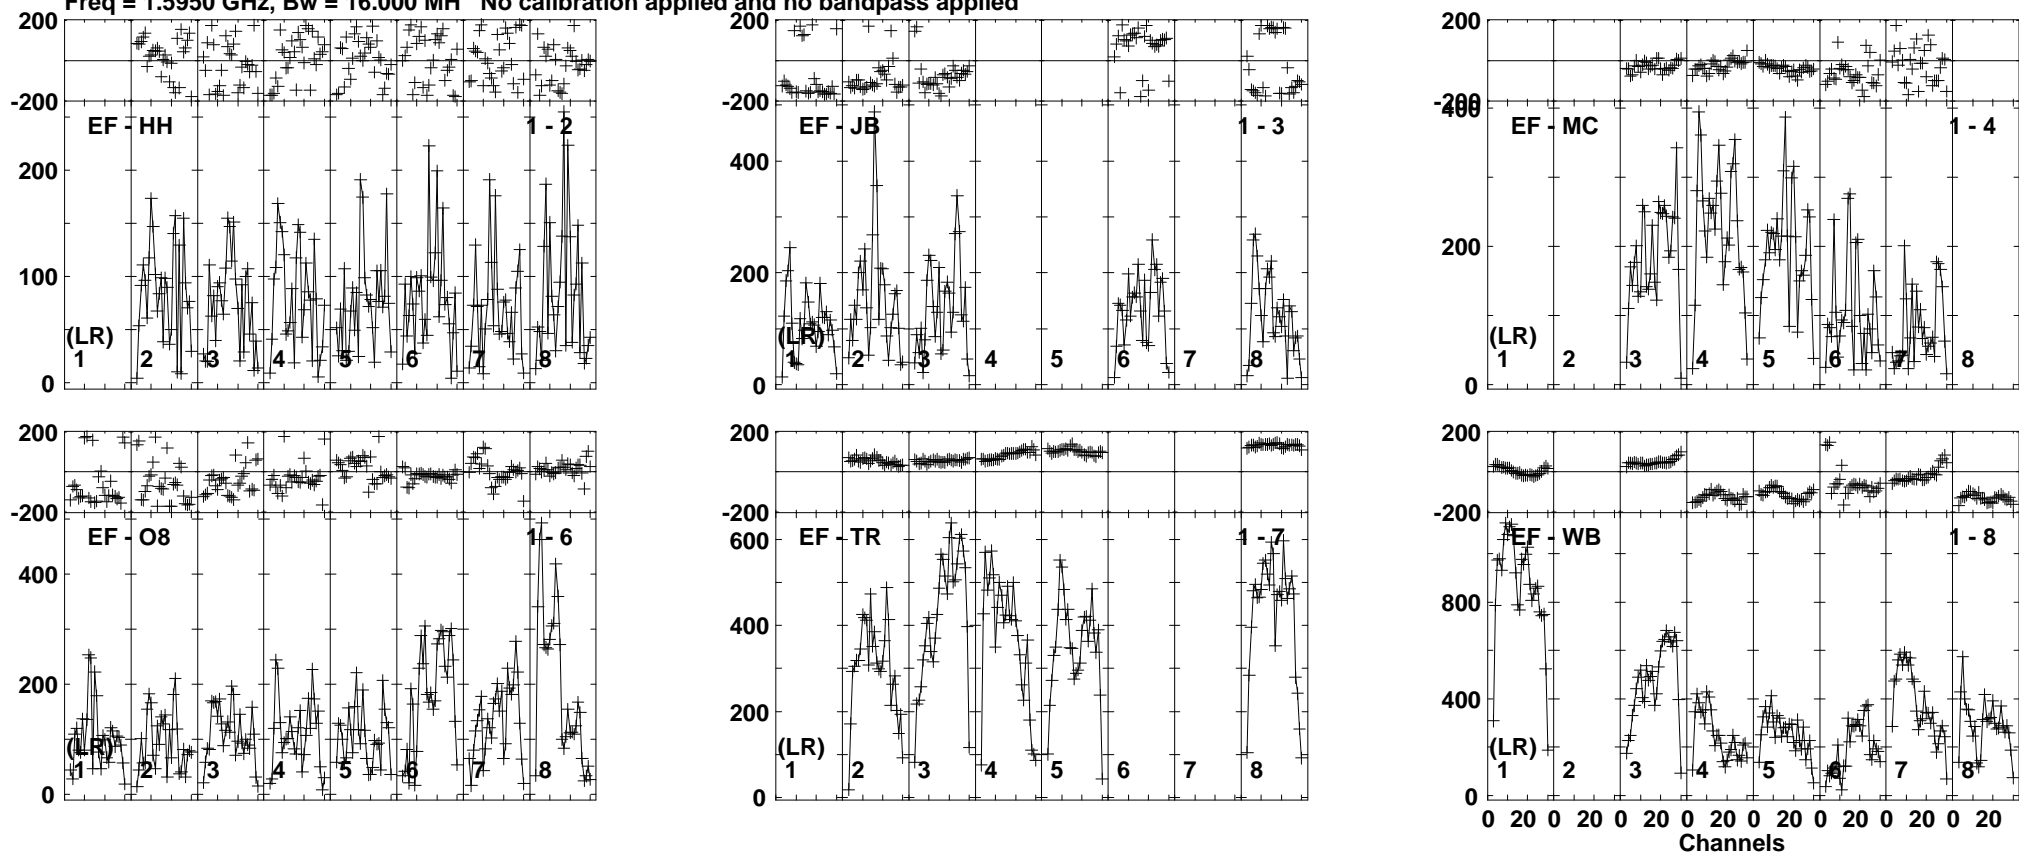 Freq = 1.5950 GHz, Bw = 16.000 MH No calibration applied and no bandpass applied
200
-200
EF - HH
1 - 2
200
100
0
(LR)
1 2 3 4 5 6 7 8
200
-200
EF - JB
1 - 3
400
200
0
(LR)
1 2 3 4 5 6 7 8
200
-200
400
EF - MC
1 - 4
200
0
(LR)
1 2 3 4 5 6 7 8
200
-200
EF - O8
1 - 6
400
200
0
(LR)
1 2 3 4 5 6 7 8
200
-200
600
EF - TR
1 - 7
400
200
0
(LR)
1 2 3 4 5 6 7 8
200
-200
EF - WB
1 - 8
800
400
0
(LR)
1 2 3 4 5 6 7 8
0 20 0 20 0 20 0 20 0 20 0 20 0 20 0 20
Channels